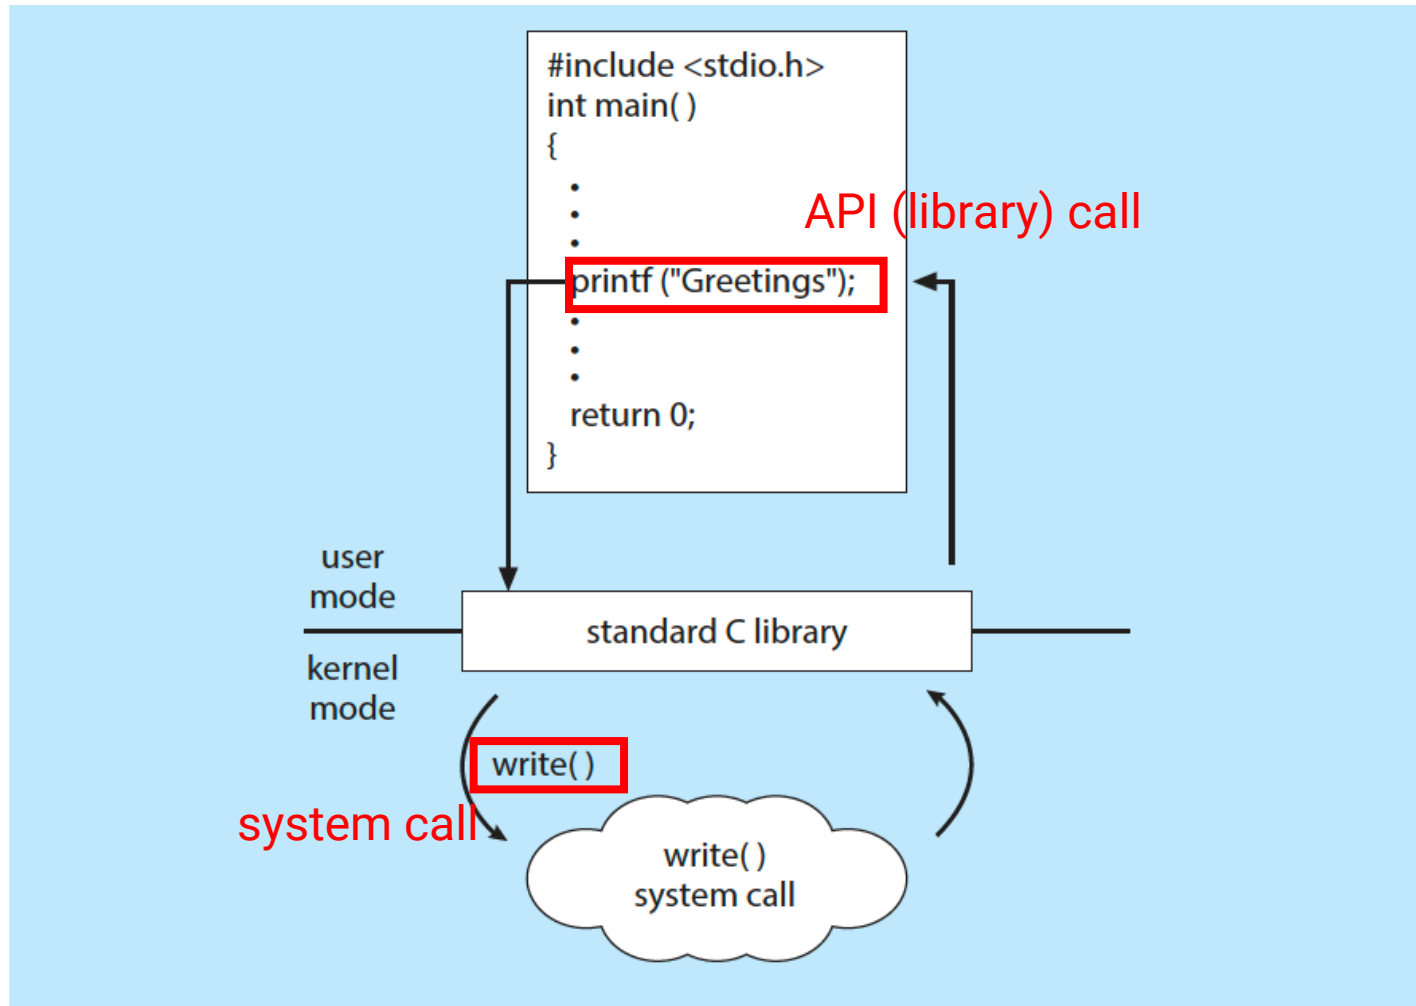 #include <stdio.h>
int main( )
{
•
•
•
API (library) call
printf ("Greetings");
•
•
•
return 0;
}
user
mode
standard C library
kernel
mode
write( )
system call
write( )
system call